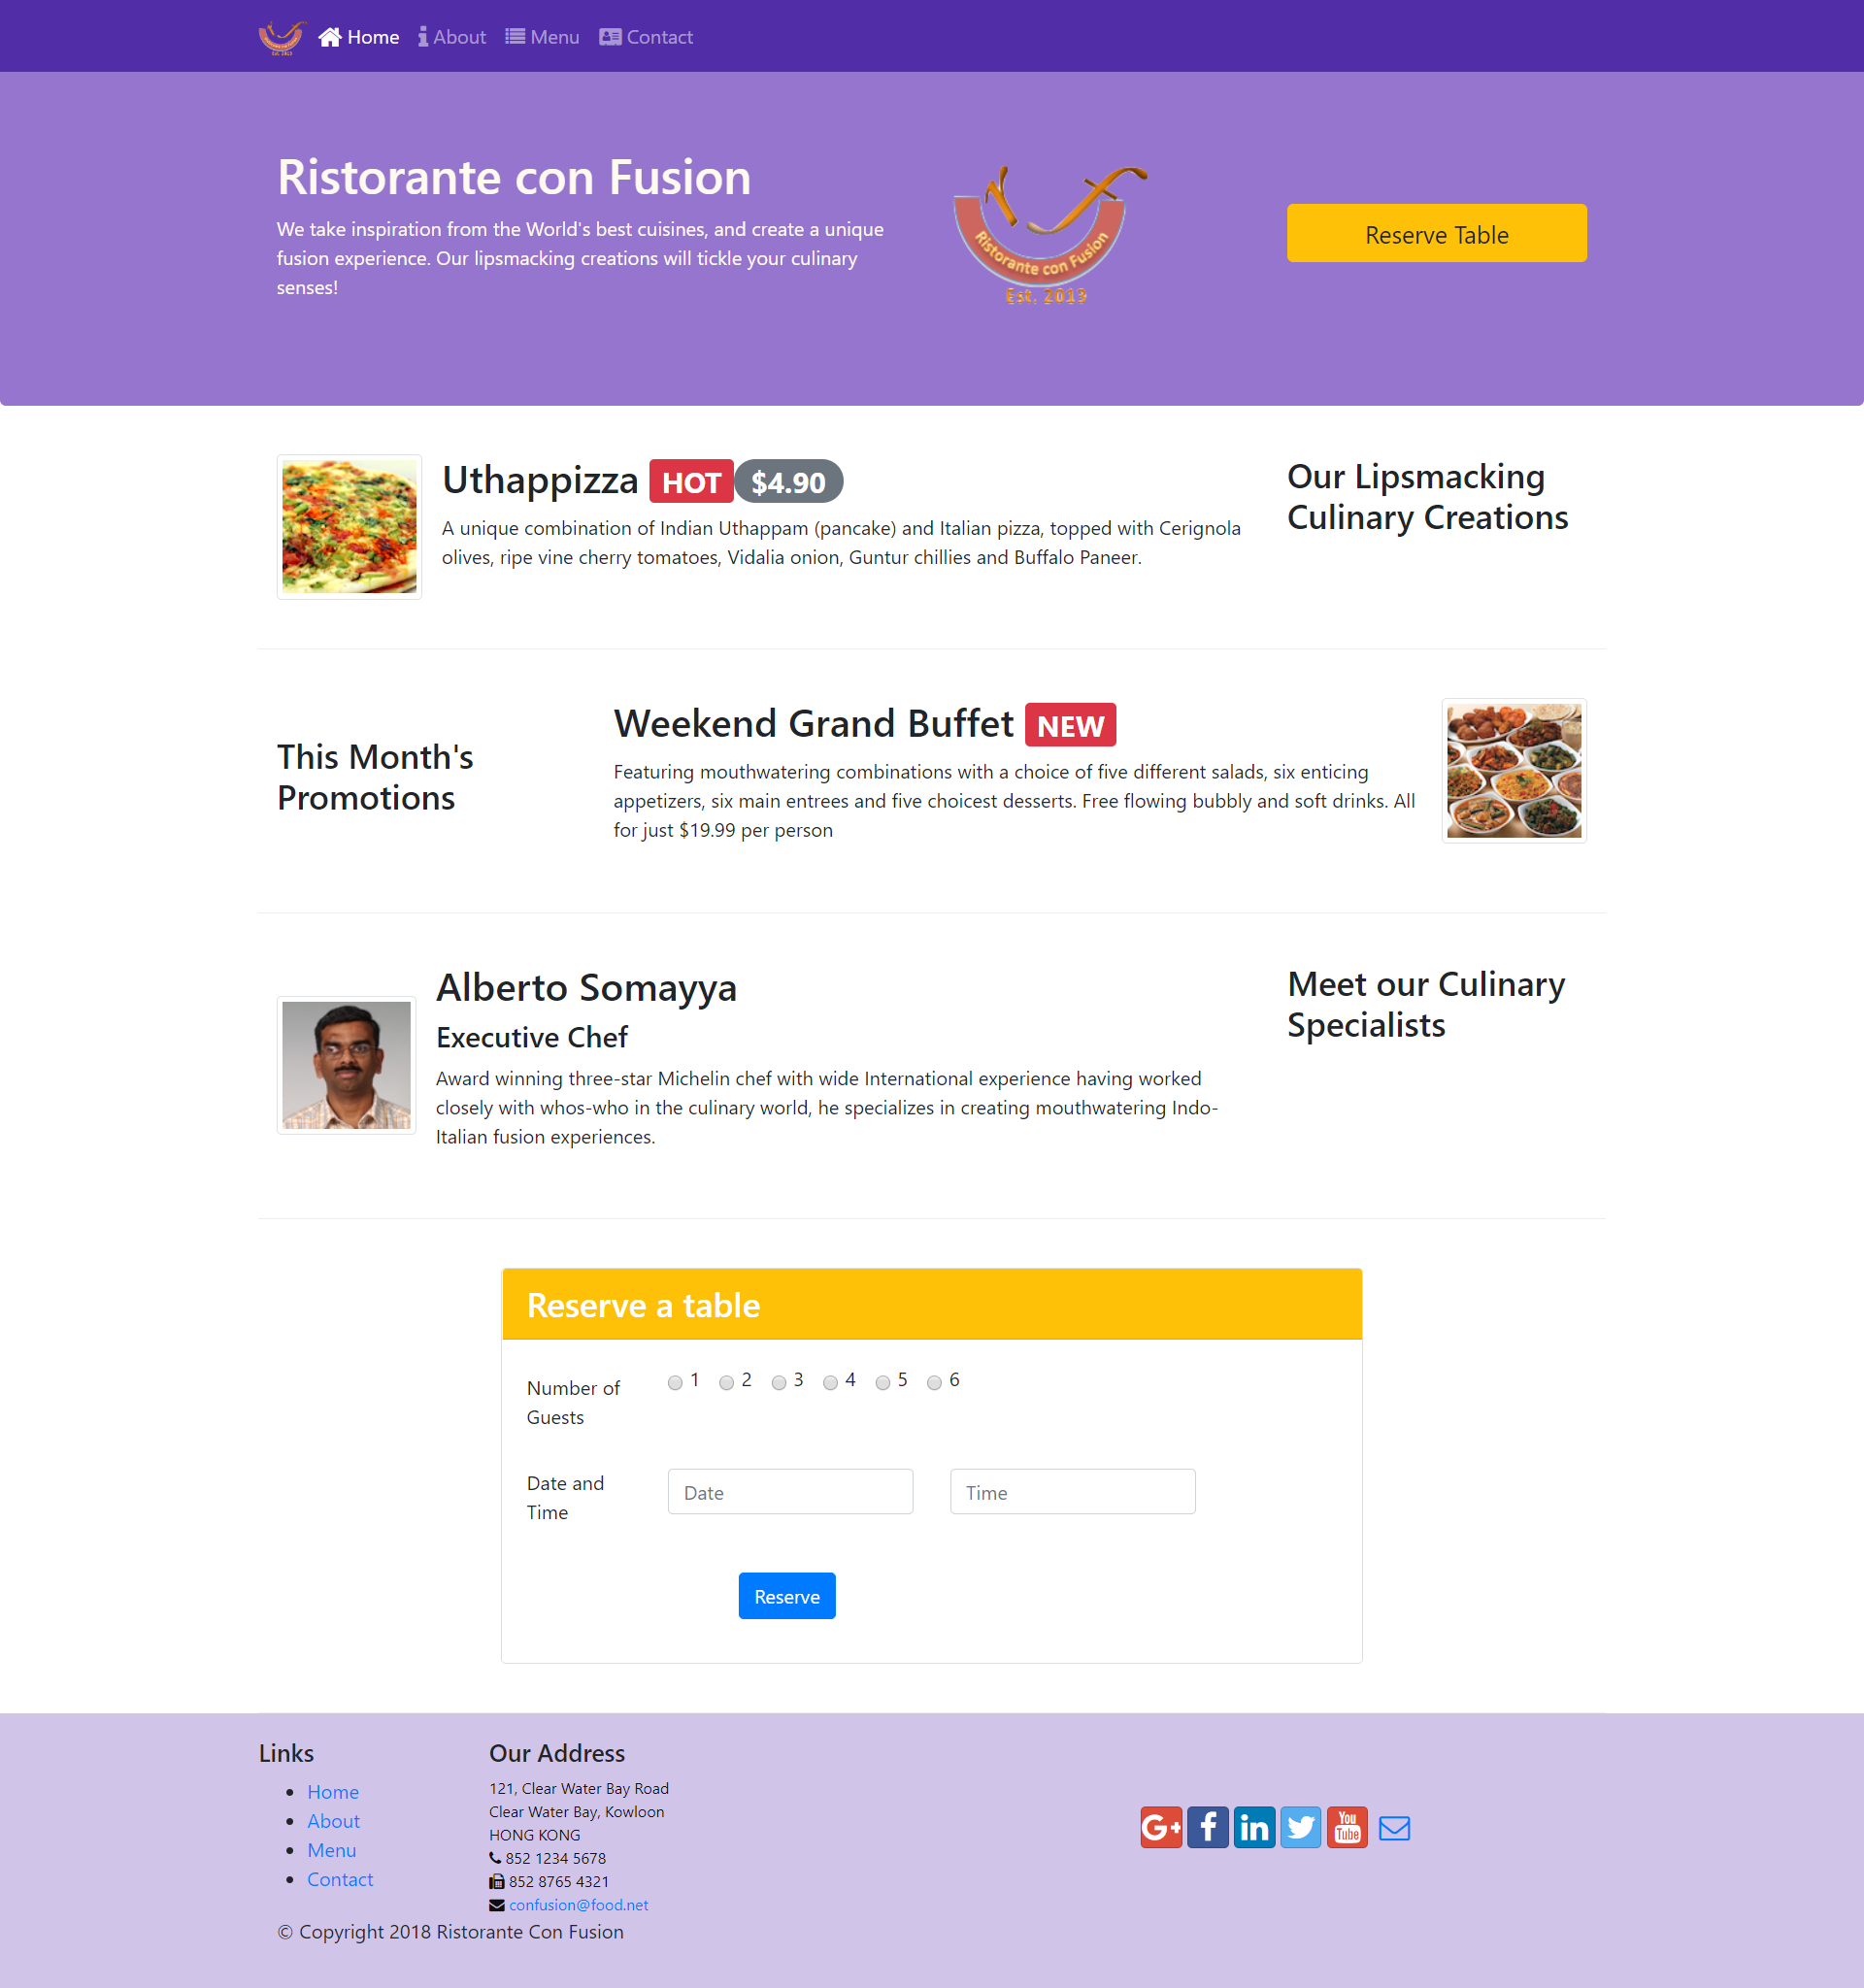 Home About Menu Contact
Ristorante con Fusion
We take inspiration from the World's best cuisines, and create a unique
fusion experience. Our lipsmacking creations will tickle your culinary
senses!
Ristorante con Fusion
Est. 2013
Reserve Table
Uthappizza HOT $4.90
A unique combination of Indian Uthappam (pancake) and Italian pizza, topped with Cerignola
olives, ripe vine cherry tomatoes, Vidalia onion, Guntur chillies and Buffalo Paneer.
Our Lipsmacking
Culinary Creations
This Month's
Promotions
Weekend Grand Buffet NEW
Featuring mouthwatering combinations with a choice of five different salads, six enticing
appetizers, six main entrees and five choicest desserts. Free flowing bubbly and soft drinks. All
for just $19.99 per person
Alberto Somayya
Executive Chef
Award winning three-star Michelin chef with wide International experience having worked
closely with whos-who in the culinary world, he specializes in creating mouthwatering Indo-
Italian fusion experiences.
Meet our Culinary
Specialists
Reserve a table
Number of
Guests
1 2 3 4 5 6
Date and
Time
Date
Time
Reserve
Links
Home
About
Menu
Contact
Our Address
121, Clear Water Bay Road
Clear Water Bay, Kowloon
HONG KONG
852 1234 5678
852 8765 4321
confusion@food.net
G+ f in You Tube
© Copyright 2018 Ristorante Con Fusion